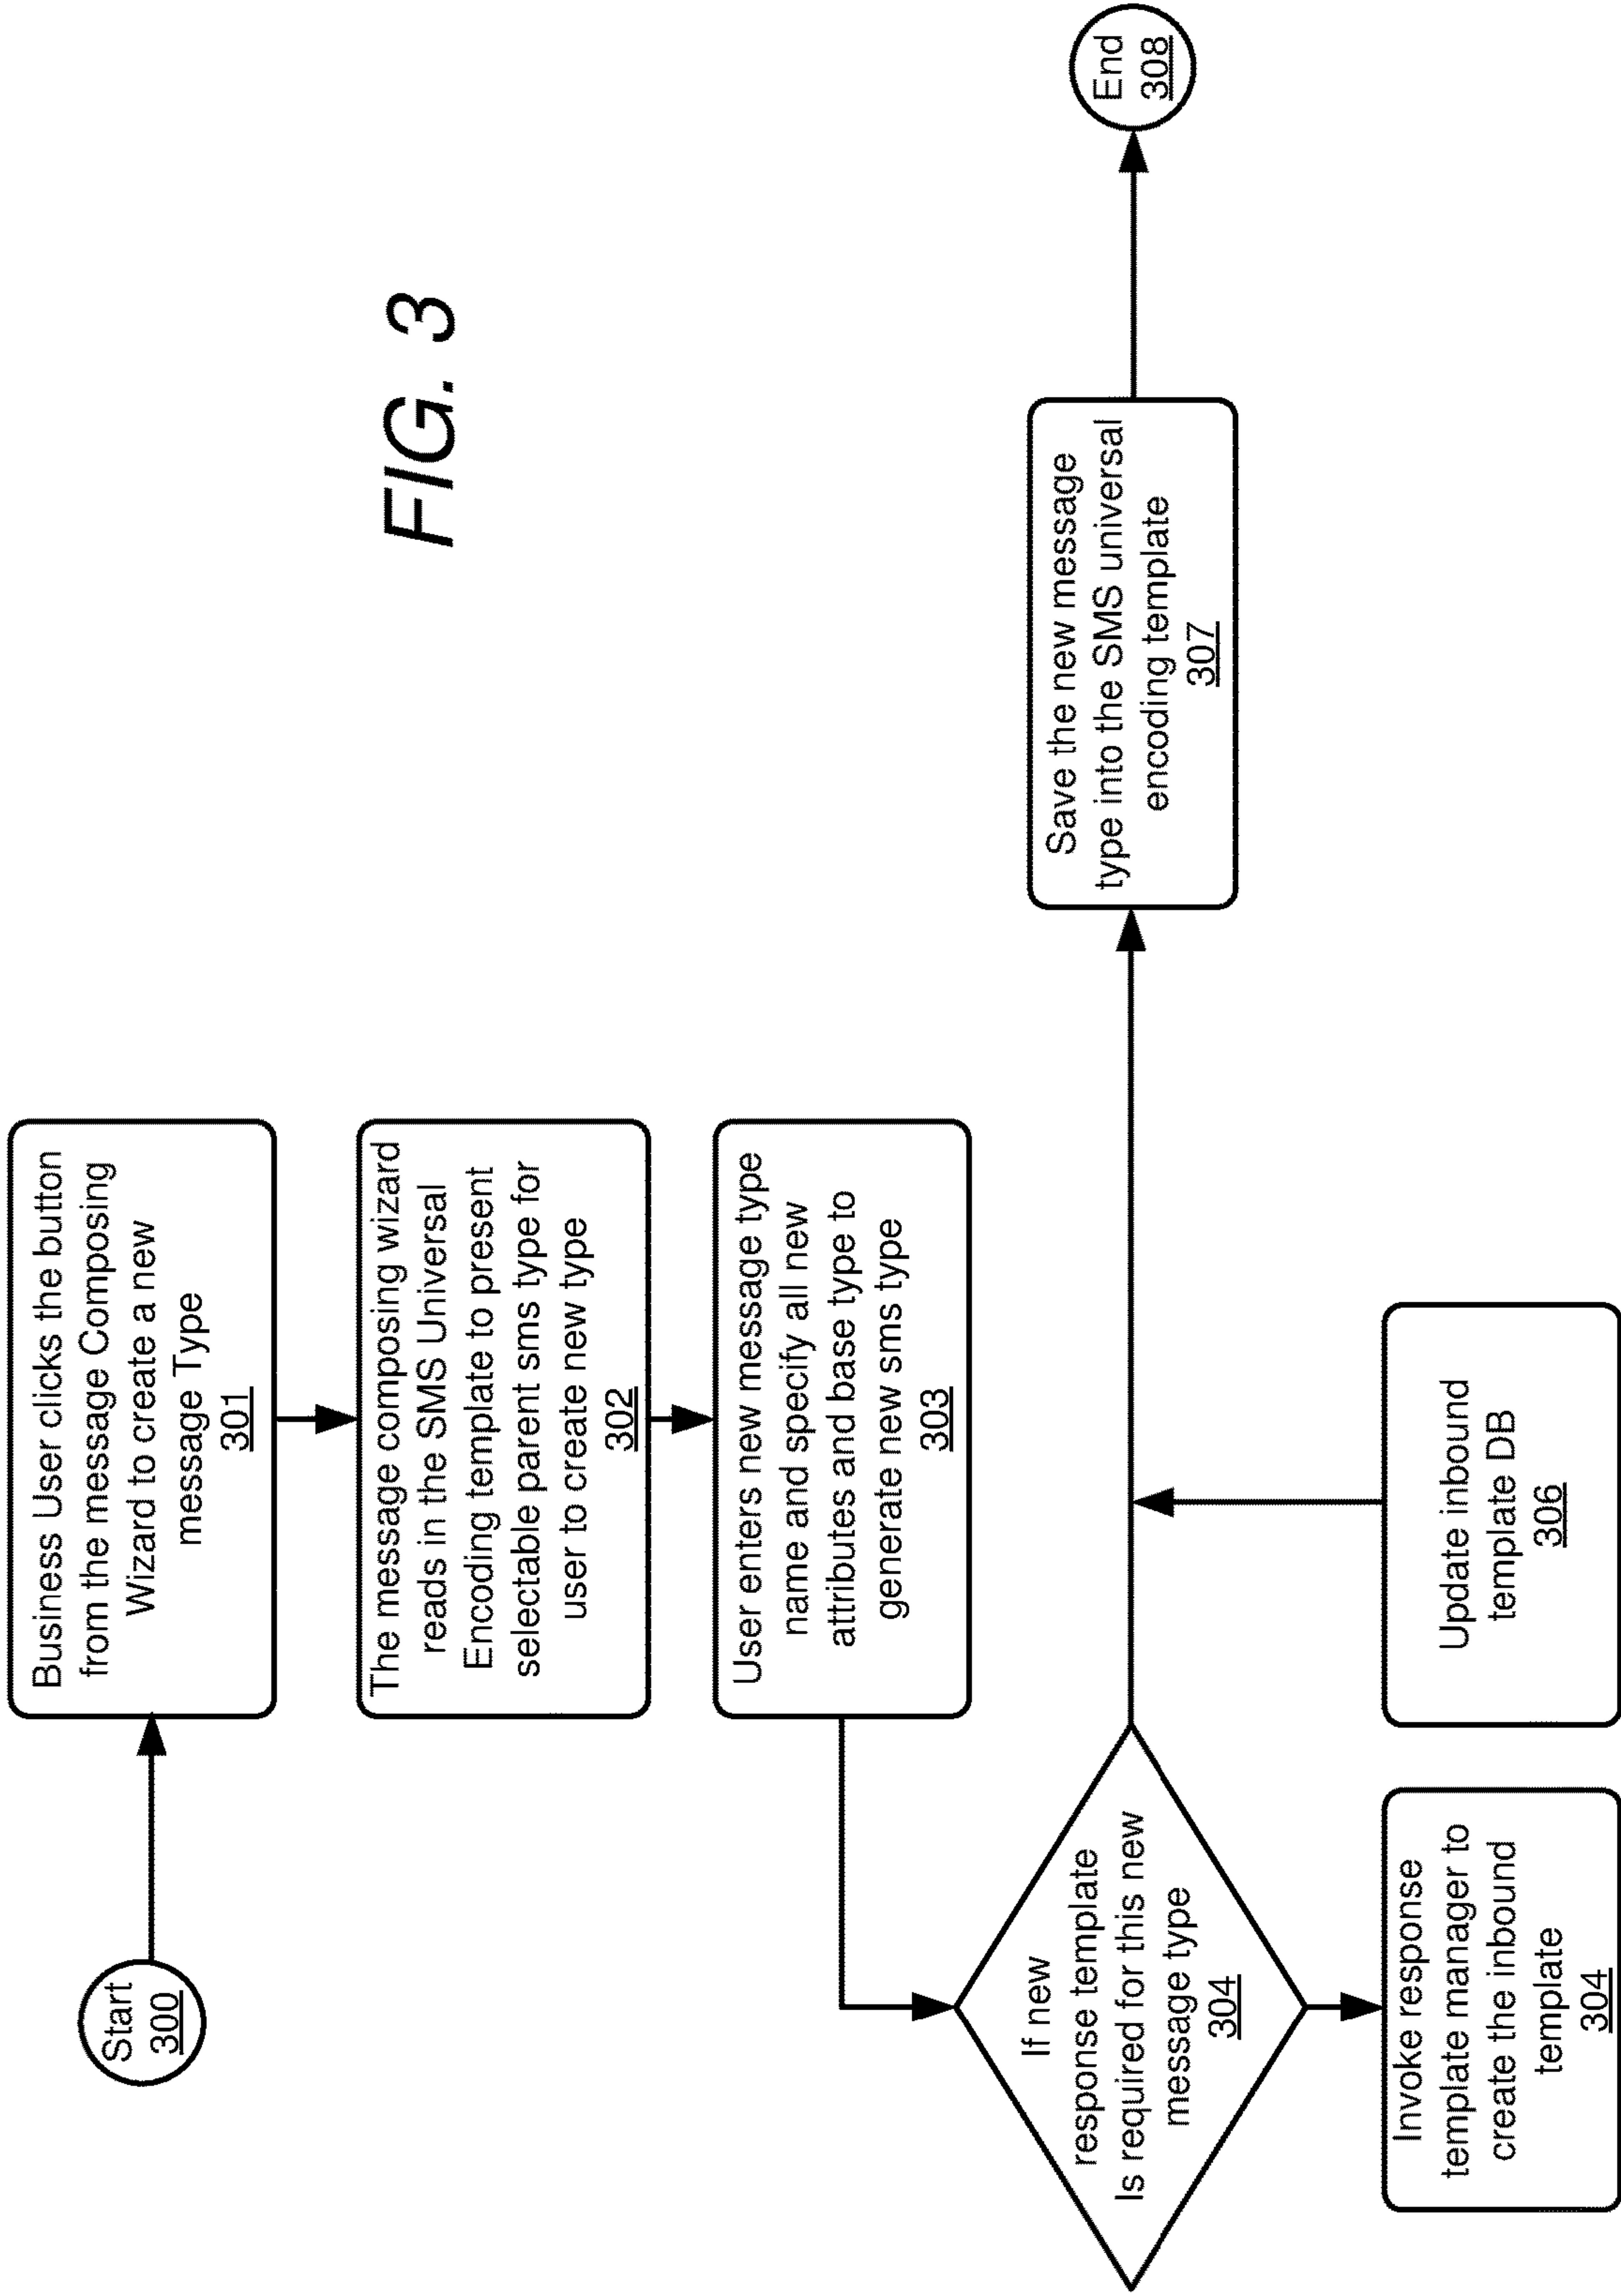 FIG. 3
Start
300
Business User clicks the button
from the message Composing
Wizard to create a new
message Type
301
The message composing wizard
reads in the SMS Universal
Encoding template to present
selectable parent sms type for
user to create new type
302
User enters new message type
name and specify all new
attributes and base type to
generate new sms type
303
If new
response template
Is required for this new
message type
304
Invoke response
template manager to
create the inbound
template
304
Update inbound
template DB
306
Save the new message
type into the SMS universal
encoding template
307
End
308